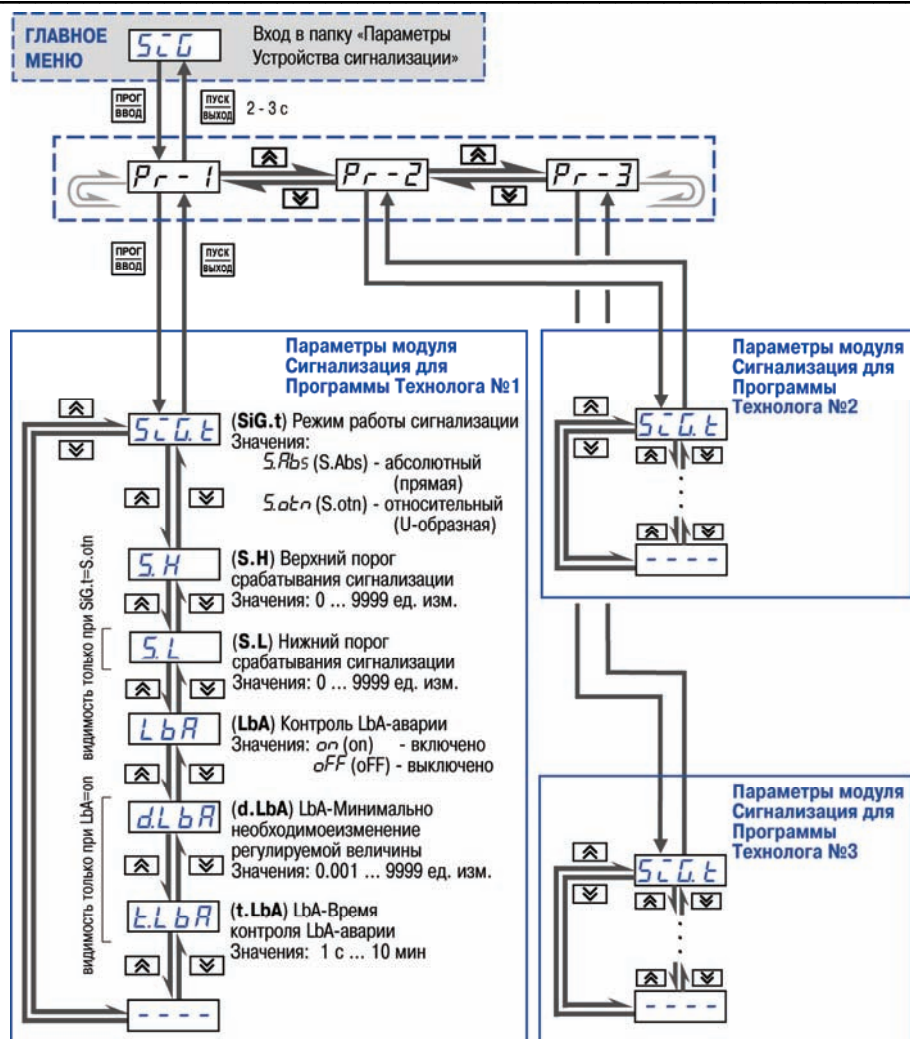 ГЛАВНОЕ
МЕНЮ
SiG
Вход в папку «Параметры
Устройства сигнализации»
ПРОГ
ВВОД
ПУСК
ВЫХОД
2 - 3 с
Pr - 1
Pr - 2
Pr - 3
ПРОГ
ВВОД
ПУСК
ВЫХОД
Параметры модуля
Сигнализация для
Программы Технолога №1
SiG.t
(SiG.t) Режим работы сигнализации
Значения:
S.Abs (S.Abs) - абсолютный
(прямая)
S.otn (S.otn) - относительный
(U-образная)
S.H
(S.H) Верхний порог
срабатывания сигнализации
Значения: 0 ... 9999 ед. изм.
видимость только при SiG.t=S.otn
S.L
(S.L) Нижний порог
срабатывания сигнализации
Значения: 0 ... 9999 ед. изм.
LbA
(LbA) Контроль LbA-аварии
Значения: on (on) - включено
oFF (oFF) - выключено
видимость только при LbA=on
d.LbA
(d.LbA) LbA-Минимально
необходимоеизменение
регулируемой величины
Значения: 0.001 ... 9999 ед. изм.
t.LbA
(t.LbA) LbA-Время
контроля LbA-аварии
Значения: 1 с ... 10 мин
- - - -
Параметры модуля
Сигнализация для
Программы
Технолога №2
SiG.t
- - - -
Параметры модуля
Сигнализация для
Программы
Технолога №3
SiG.t
- - - -